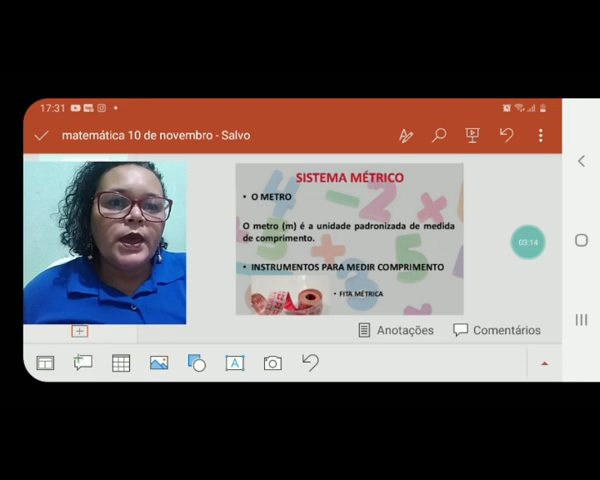 17:31
matemática 10 de novembro - Salvo
SISTEMA MÉTRICO
• O METRO
O metro (m) é a unidade padronizada de medida
de comprimento.
• INSTRUMENTOS PARA MEDIR COMPRIMENTO
• FITA MÉTRICA
03:14
Anotações
Comentários
A